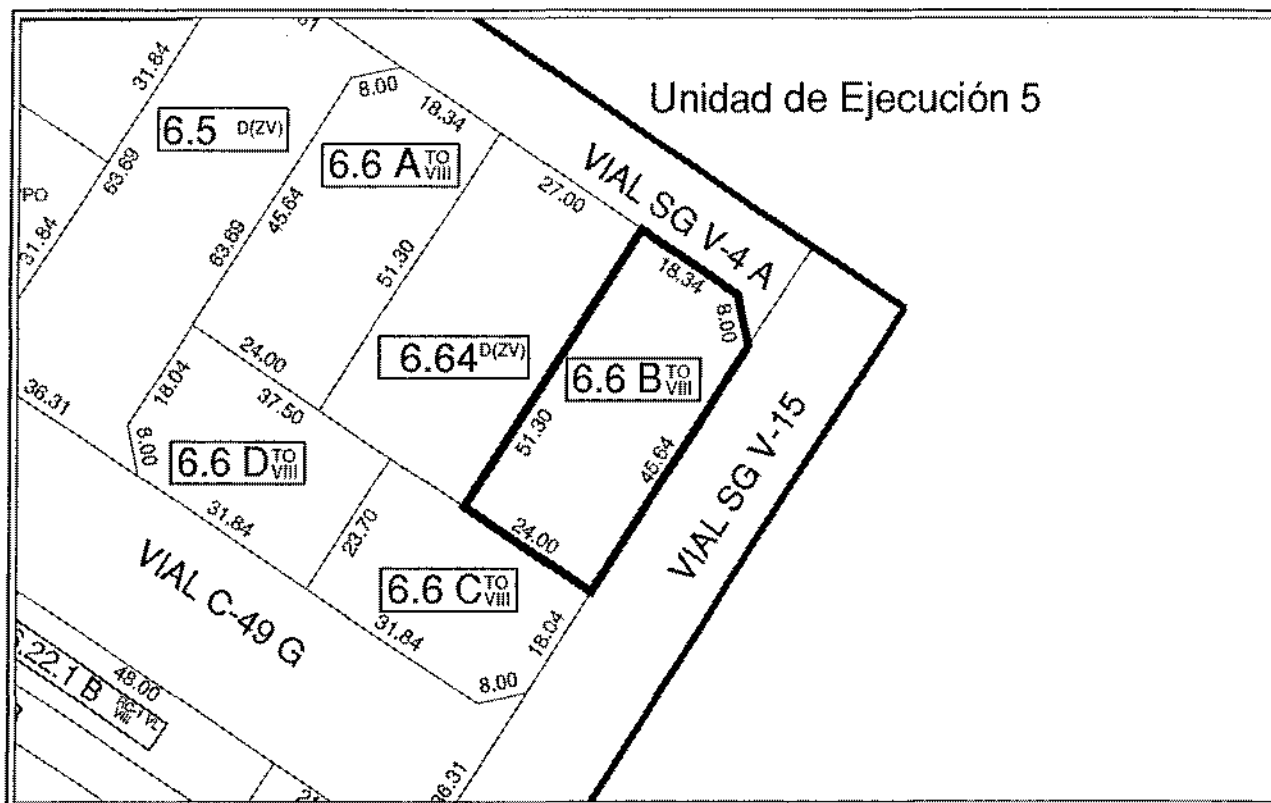 Unidad de Ejecución 5
31.84
6.5 D(ZV)
8.00
18.34
6.6 A TO VIII
27.00
VIAL SG V-4 A
63.69
PO
45.64
31.84
63.69
51.30
18.34
8.00
6.64 D(ZV)
6.6 B TO VIII
24.00
37.50
36.31
18.04
51.30
45.64
VIAL SG V-15
8.00
6.6 D TO VIII
31.84
23.70
24.00
VIAL C-49 G
6.6 C TO VIII
31.84
18.04
8.00
.22.1 B
48.00
36.31